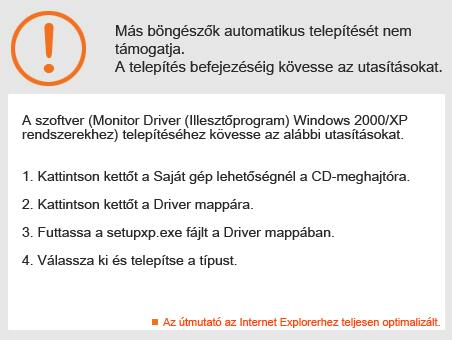 Más böngészők automatikus telepítését nem
támogatja.
A telepítés befejezéséig kövesse az utasításokat.
A szoftver (Monitor Driver (Illesztőprogram) Windows 2000/XP
rendszerekhez) telepítéséhez kövesse az alábbi utasításokat.
1. Kattintson kettőt a Saját gép lehetőségnél a CD-meghajtóra.
2. Kattintson kettőt a Driver mappára.
3. Futtassa a setupxp.exe fájlt a Driver mappában.
4. Válassza ki és telepítse a típust.
Az útmutató az Internet Explorerhez teljesen optimalizált.